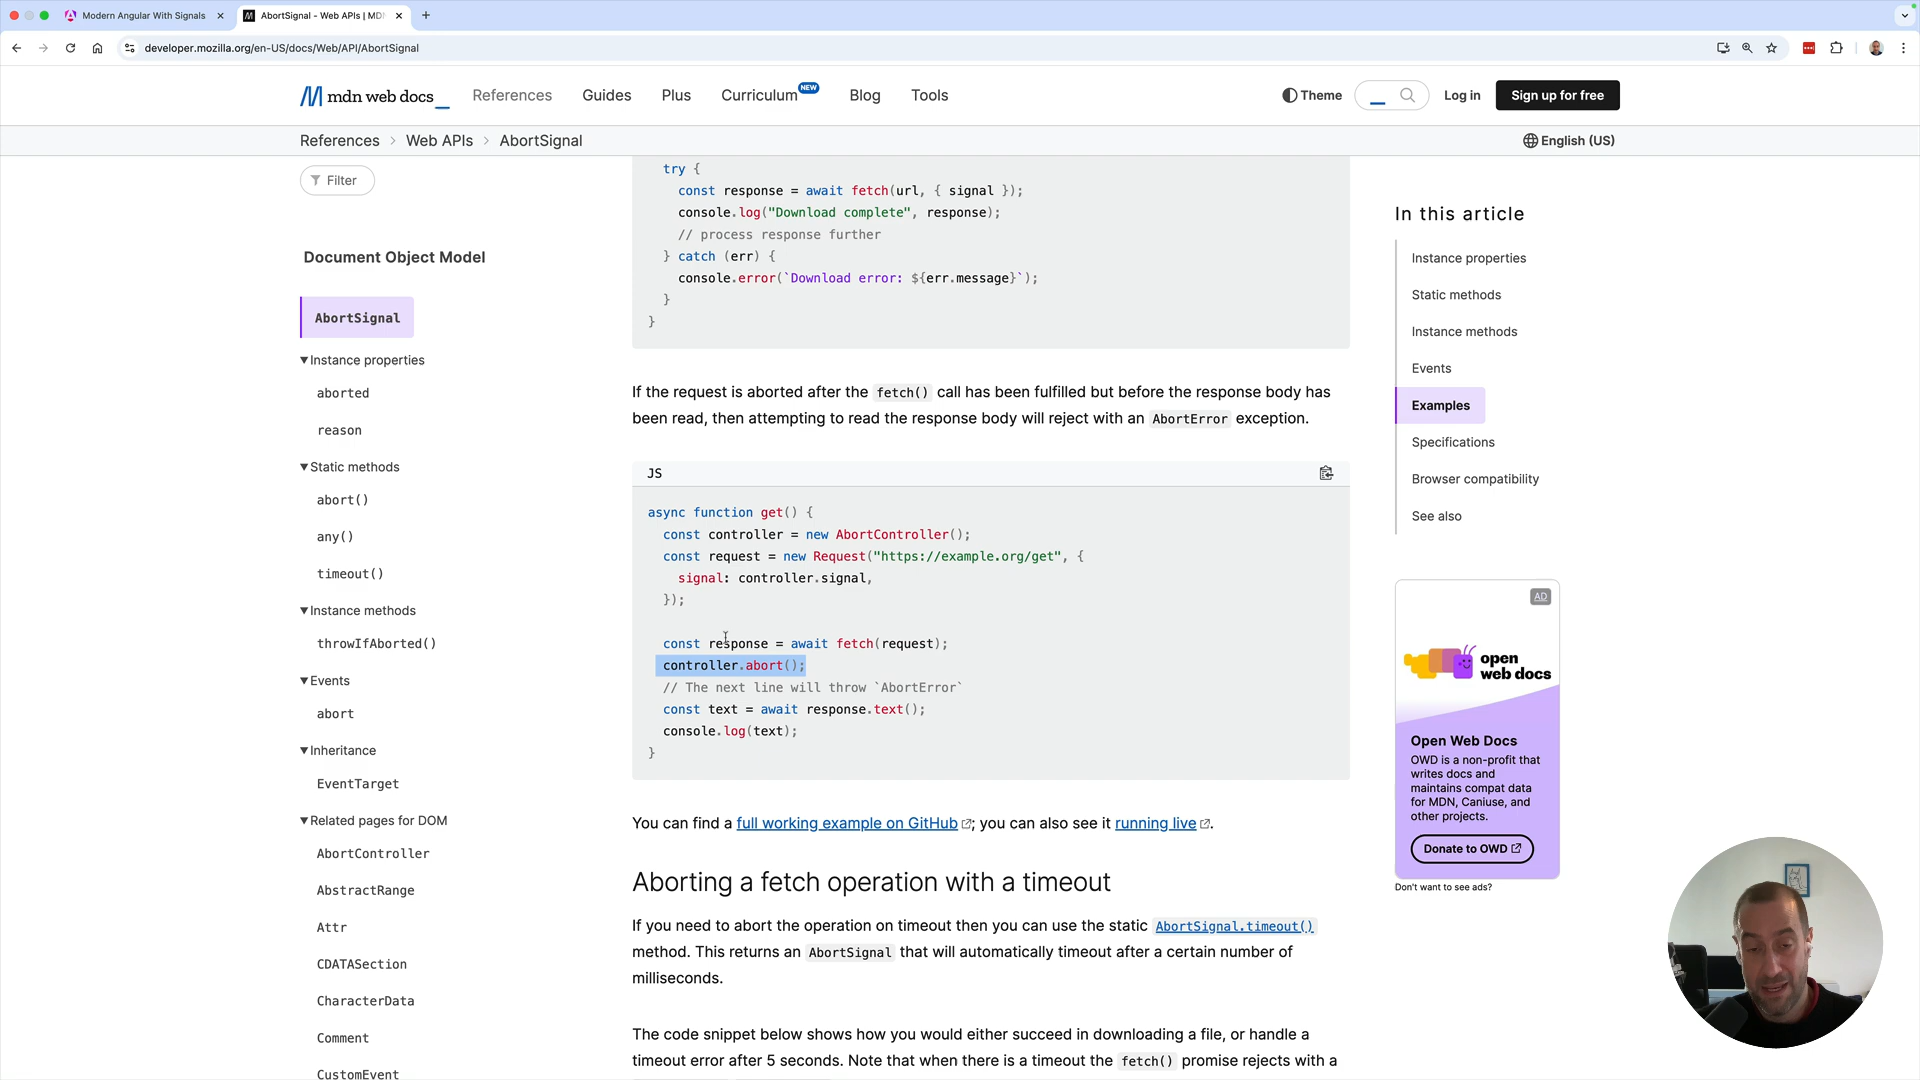 Modern Angular With Signals
AbortSignal - Web APIs | MDN
developer.mozilla.org/en-US/docs/Web/API/AbortSignal
mdn web docs
References
Guides
Plus
Curriculum NEW
Blog
Tools
Theme
Log in
Sign up for free
References
Web APIs
AbortSignal
English (US)
Filter
Document Object Model
AbortSignal
Instance properties
aborted
reason
Static methods
abort()
any()
timeout()
Instance methods
throwIfAborted()
Events
abort
Inheritance
EventTarget
Related pages for DOM
AbortController
AbstractRange
Attr
CDATASection
CharacterData
Comment
CustomEvent
try {
const response = await fetch(url, { signal });
console.log("Download complete", response);
// process response further
} catch (err) {
console.error(`Download error: ${err.message}`);
}
}
If the request is aborted after the fetch() call has been fulfilled but before the response body has
been read, then attempting to read the response body will reject with an AbortError exception.
JS
async function get() {
const controller = new AbortController();
const request = new Request("https://example.org/get", {
signal: controller.signal,
});
const response = await fetch(request);
controller.abort();
// The next line will throw `AbortError`
const text = await response.text();
console.log(text);
}
You can find a full working example on GitHub; you can also see it running live.
Aborting a fetch operation with a timeout
If you need to abort the operation on timeout then you can use the static AbortSignal.timeout()
method. This returns an AbortSignal that will automatically timeout after a certain number of
milliseconds.
The code snippet below shows how you would either succeed in downloading a file, or handle a
timeout error after 5 seconds. Note that when there is a timeout the fetch() promise rejects with a
In this article
Instance properties
Static methods
Instance methods
Events
Examples
Specifications
Browser compatibility
See also
AD
open
web docs
Open Web Docs
OWD is a non-profit that
writes docs and
maintains compat data
for MDN, Caniuse, and
other projects.
Donate to OWD
Don't want to see ads?